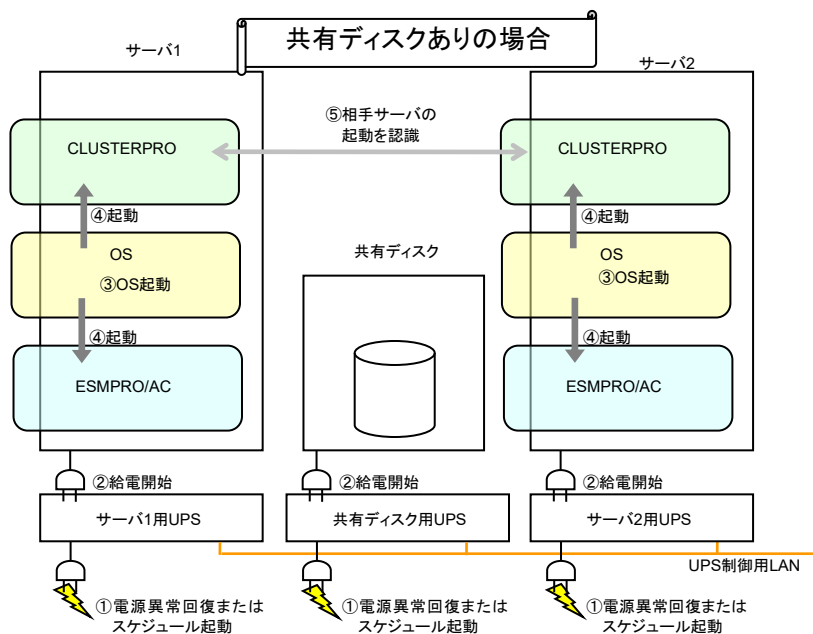 共有ディスクありの場合
サーバ1
サーバ2
⑤相手サーバの
起動を認識
CLUSTERPRO
CLUSTERPRO
④起動
④起動
OS
③OS起動
共有ディスク
OS
③OS起動
④起動
④起動
ESMPRO/AC
ESMPRO/AC
②給電開始
②給電開始
②給電開始
サーバ1用UPS
共有ディスク用UPS
サーバ2用UPS
UPS制御用LAN
①電源異常回復または
スケジュール起動
①電源異常回復または
スケジュール起動
①電源異常回復または
スケジュール起動